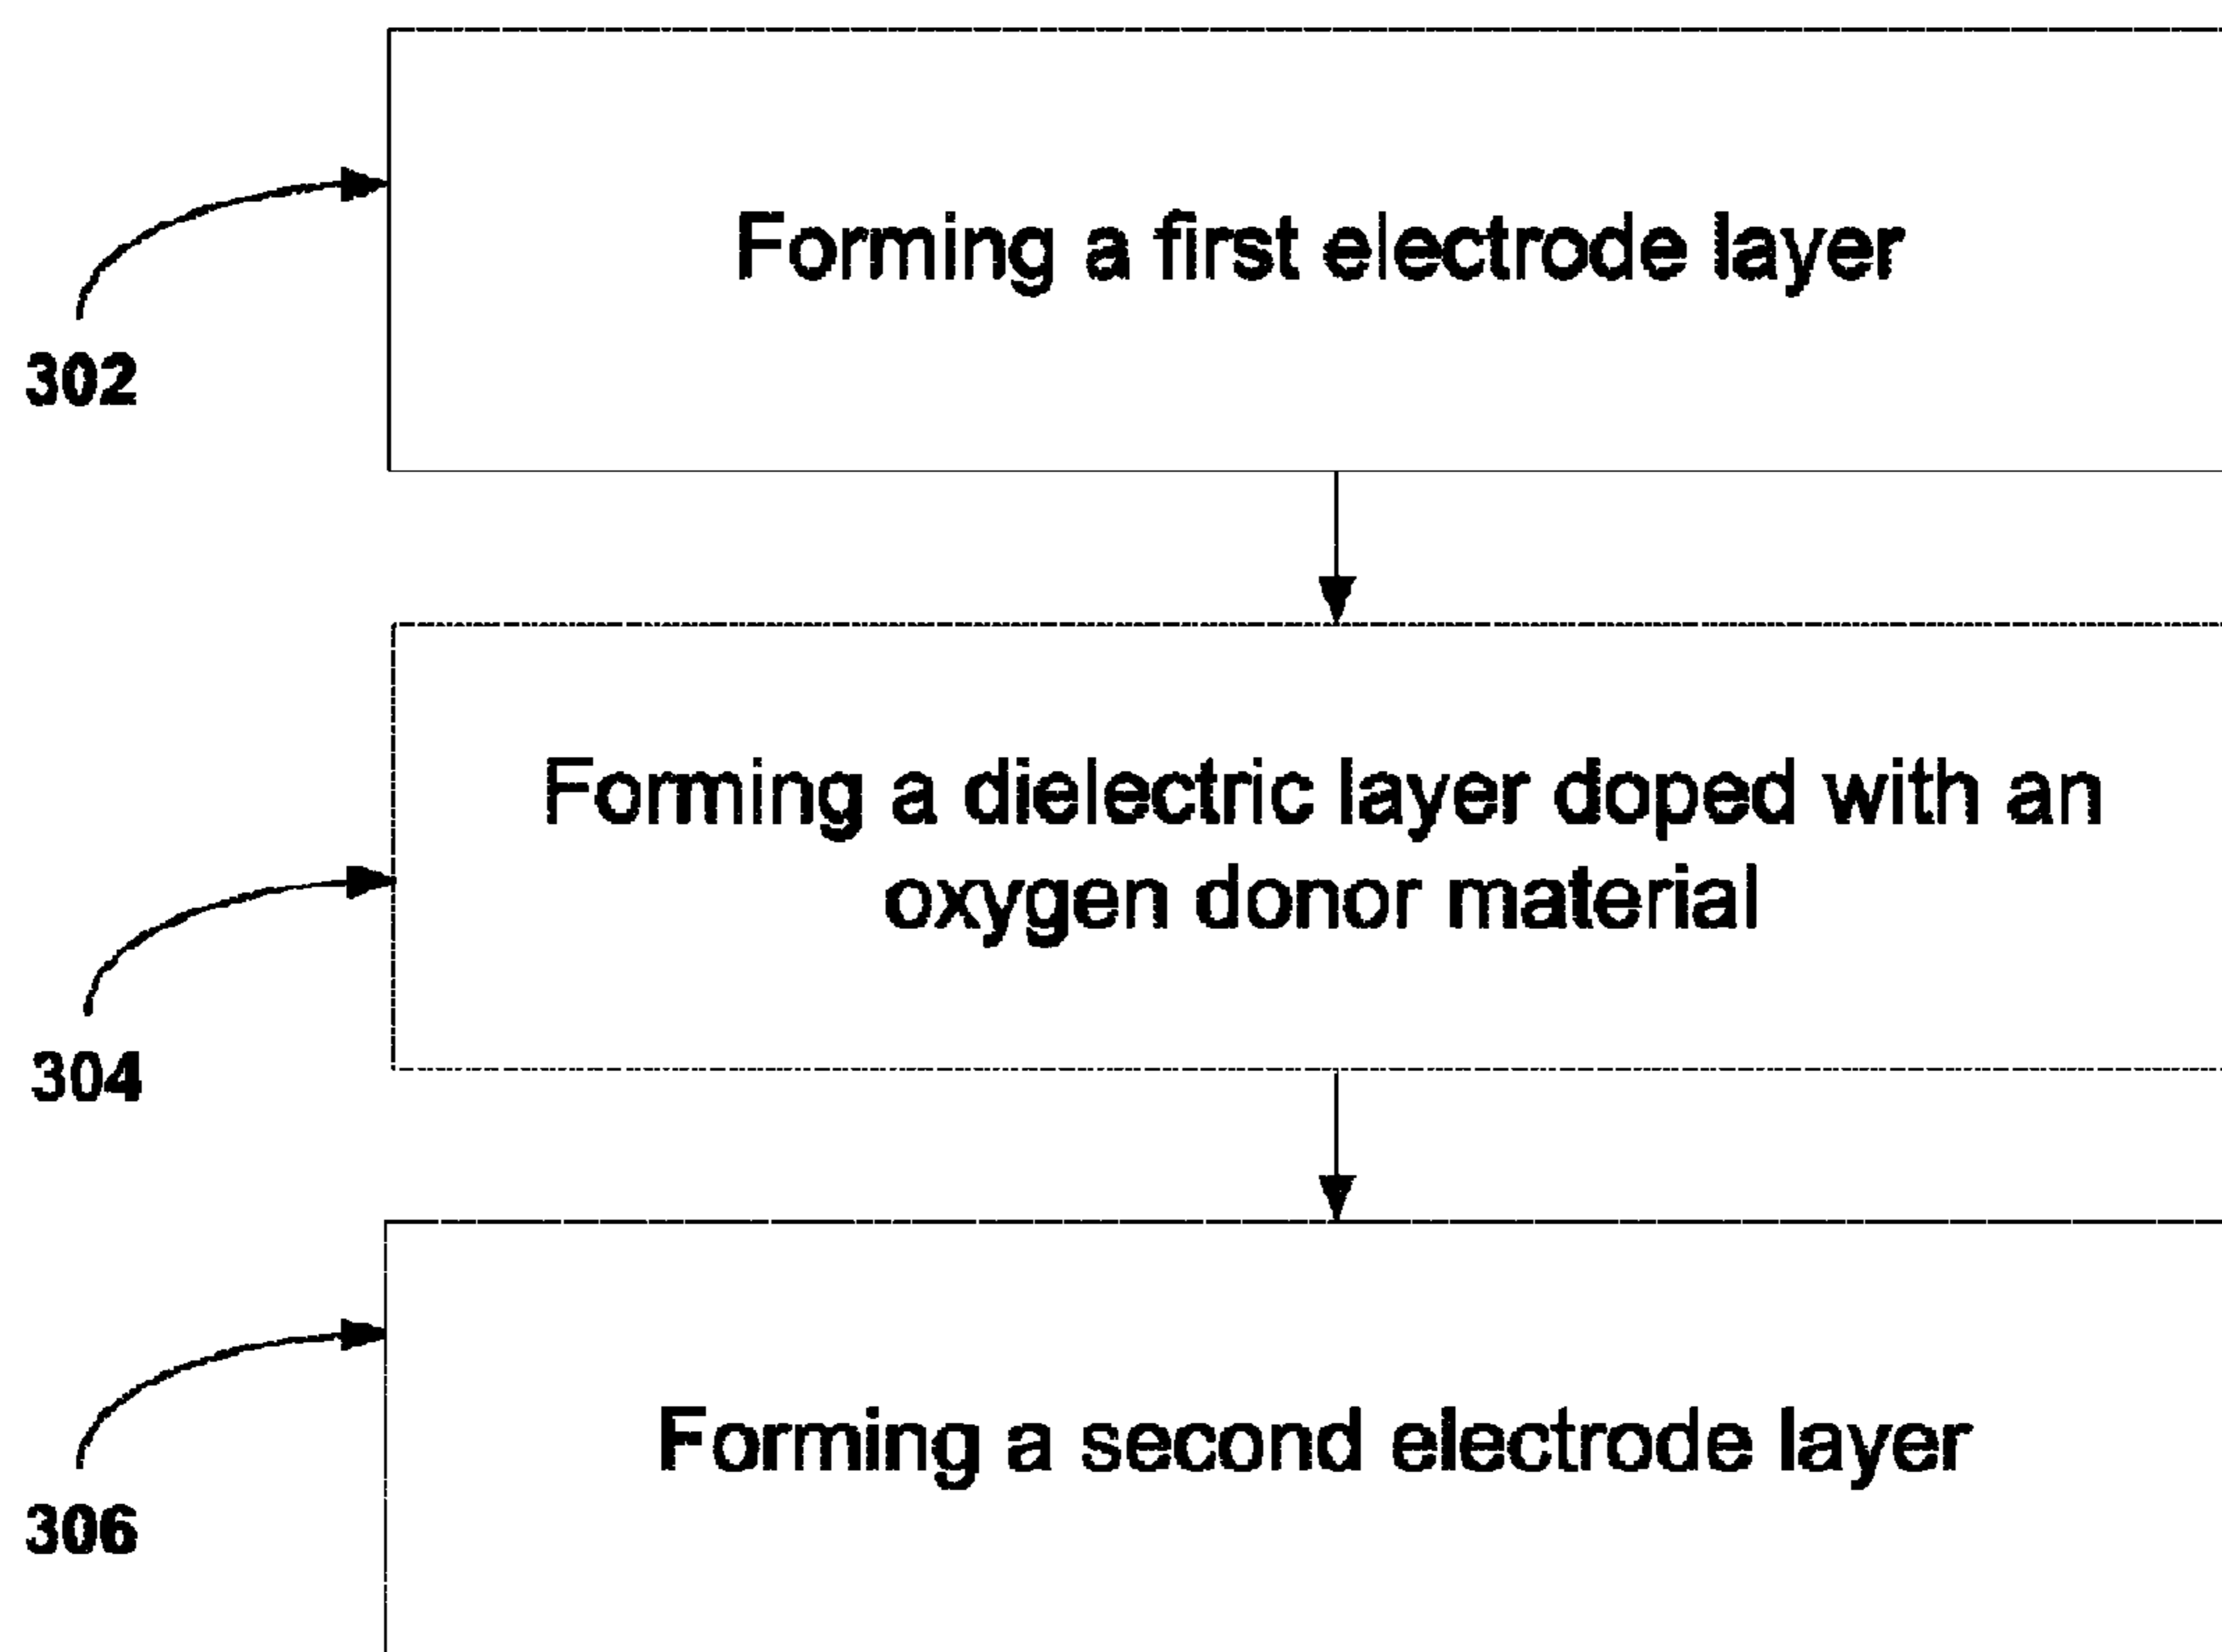 Forming a first electrode layer
302
Forming a dielectric layer doped with an
oxygen donor material
304
Forming a second electrode layer
306